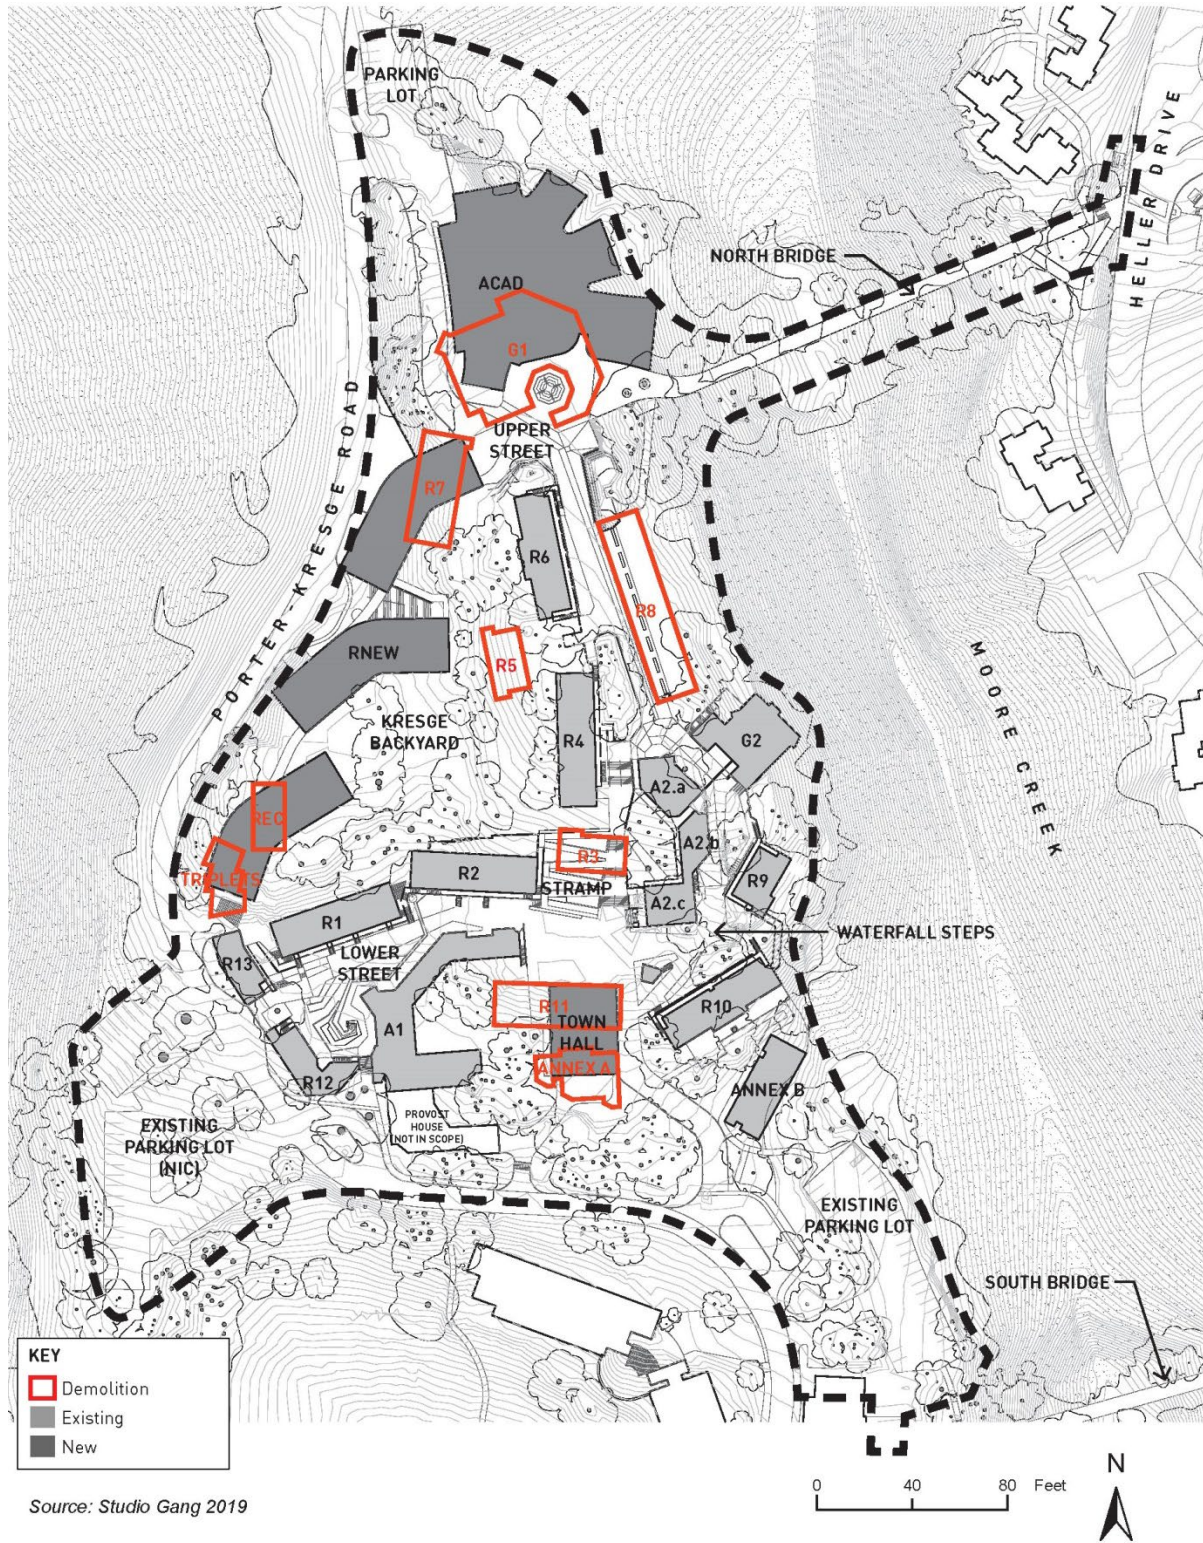 PARKING
LOT
HELLER DRIVE
NORTH BRIDGE
ACAD
G1
UPPER
STREET
PORTER-KRESGE ROAD
R7
R6
R8
R5
RNEW
KRESGE
BACKYARD
R4
G2
MOORE CREEK
A2.a
REC
A2.b
R3
R2
TRIPLETS
STRAMP
R9
A2.c
R1
WATERFALL STEPS
LOWER
STREET
R13
R11
R10
TOWN
HALL
A1
ANNEX A
R12
ANNEX B
PROVOST
HOUSE
(NOT IN SCOPE)
EXISTING
PARKING LOT
(NIC)
EXISTING
PARKING LOT
SOUTH BRIDGE
KEY
Demolition
Existing
New
Source: Studio Gang 2019
0 40 80 Feet
N